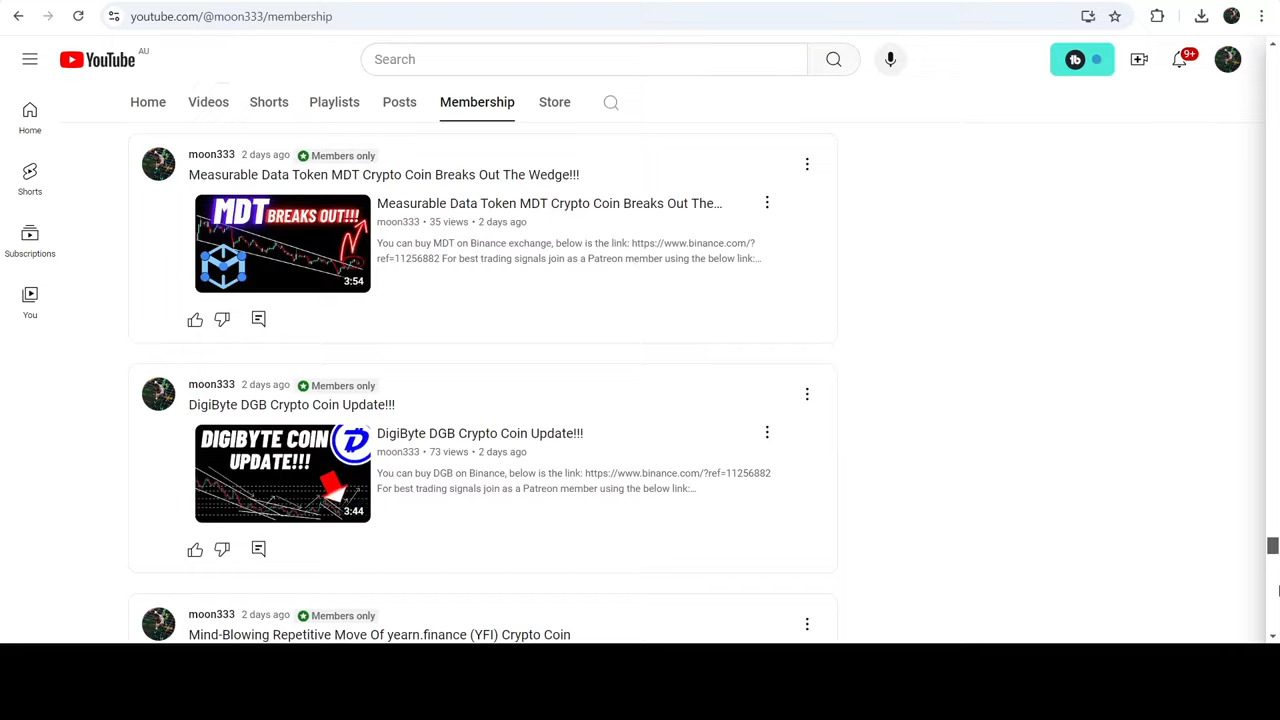 youtube.com/@moon333/membership
YouTube AU
Search
9+
Home
Videos
Shorts
Playlists
Posts
Membership
Store
Home
Shorts
Subscriptions
You
moon333 2 days ago Members only
Measurable Data Token MDT Crypto Coin Breaks Out The Wedge!!!
MDT BREAKS OUT!!!
3:54
Measurable Data Token MDT Crypto Coin Breaks Out The...
moon333 • 35 views • 2 days ago
You can buy MDT on Binance exchange, below is the link: https://www.binance.com/?
ref=11256882 For best trading signals join as a Patreon member using the below link:...
moon333 2 days ago Members only
DigiByte DGB Crypto Coin Update!!!
DIGIBYTE COIN
UPDATE!!!
3:44
DigiByte DGB Crypto Coin Update!!!
moon333 • 73 views • 2 days ago
You can buy DGB on Binance, below is the link: https://www.binance.com/?ref=11256882
For best trading signals join as a Patreon member using the below link:...
moon333 2 days ago Members only
Mind-Blowing Repetitive Move Of yearn.finance (YFI) Crypto Coin